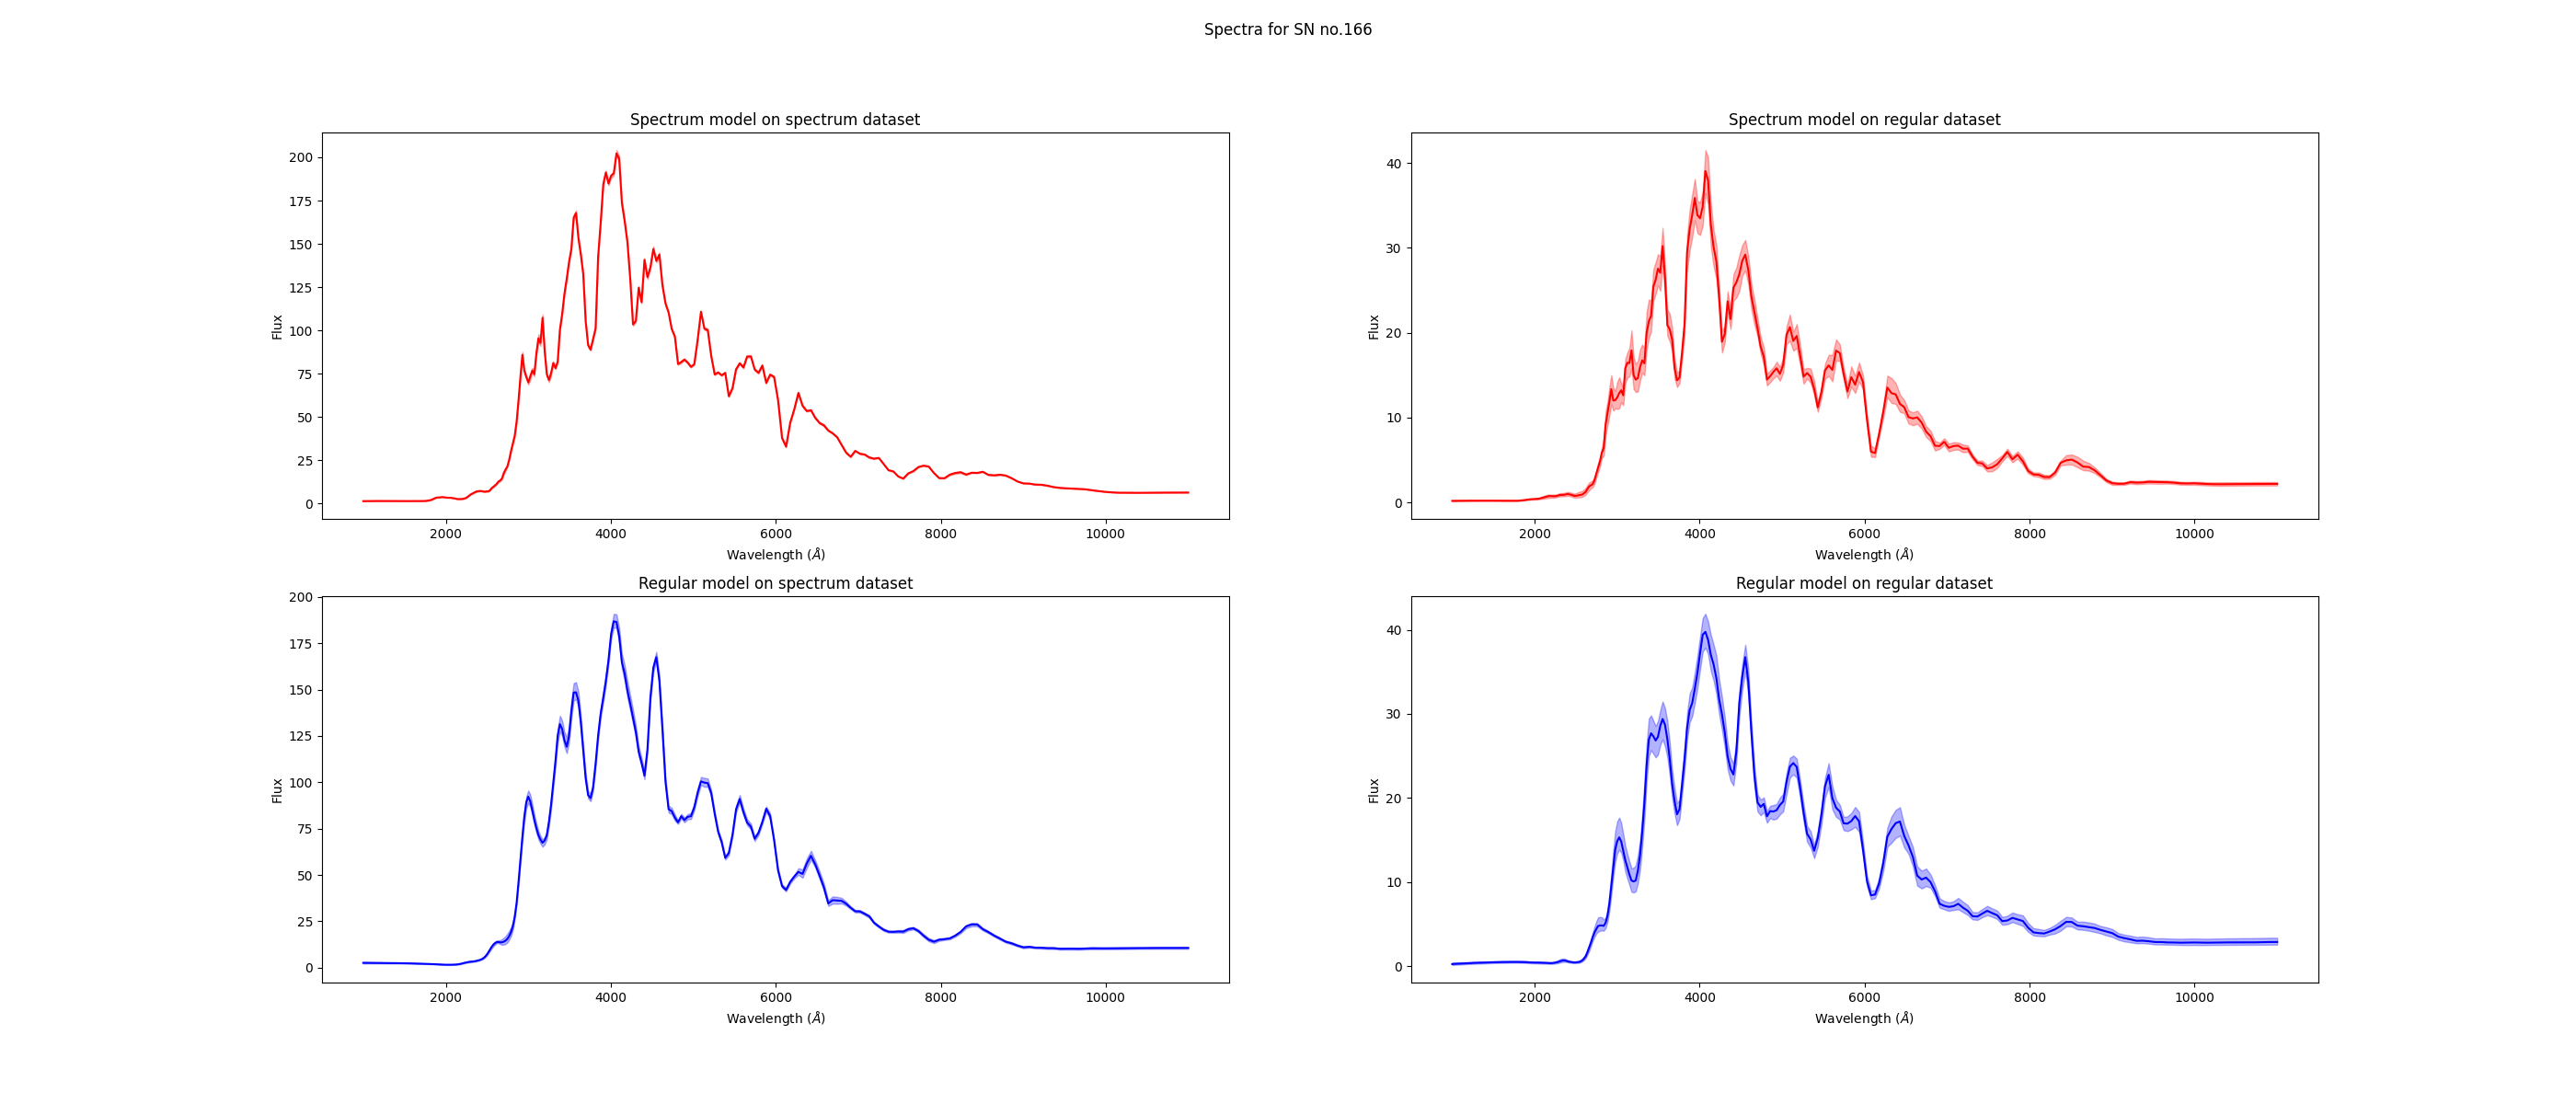 Spectra for SN no.166
Spectrum model on spectrum dataset
Flux
200
175
150
125
100
75
50
25
0
2000 4000 6000 8000 10000
Wavelength (Å)
Spectrum model on regular dataset
Flux
40
30
20
10
0
2000 4000 6000 8000 10000
Wavelength (Å)
Regular model on spectrum dataset
Flux
200
175
150
125
100
75
50
25
0
2000 4000 6000 8000 10000
Wavelength (Å)
Regular model on regular dataset
Flux
40
30
20
10
0
2000 4000 6000 8000 10000
Wavelength (Å)